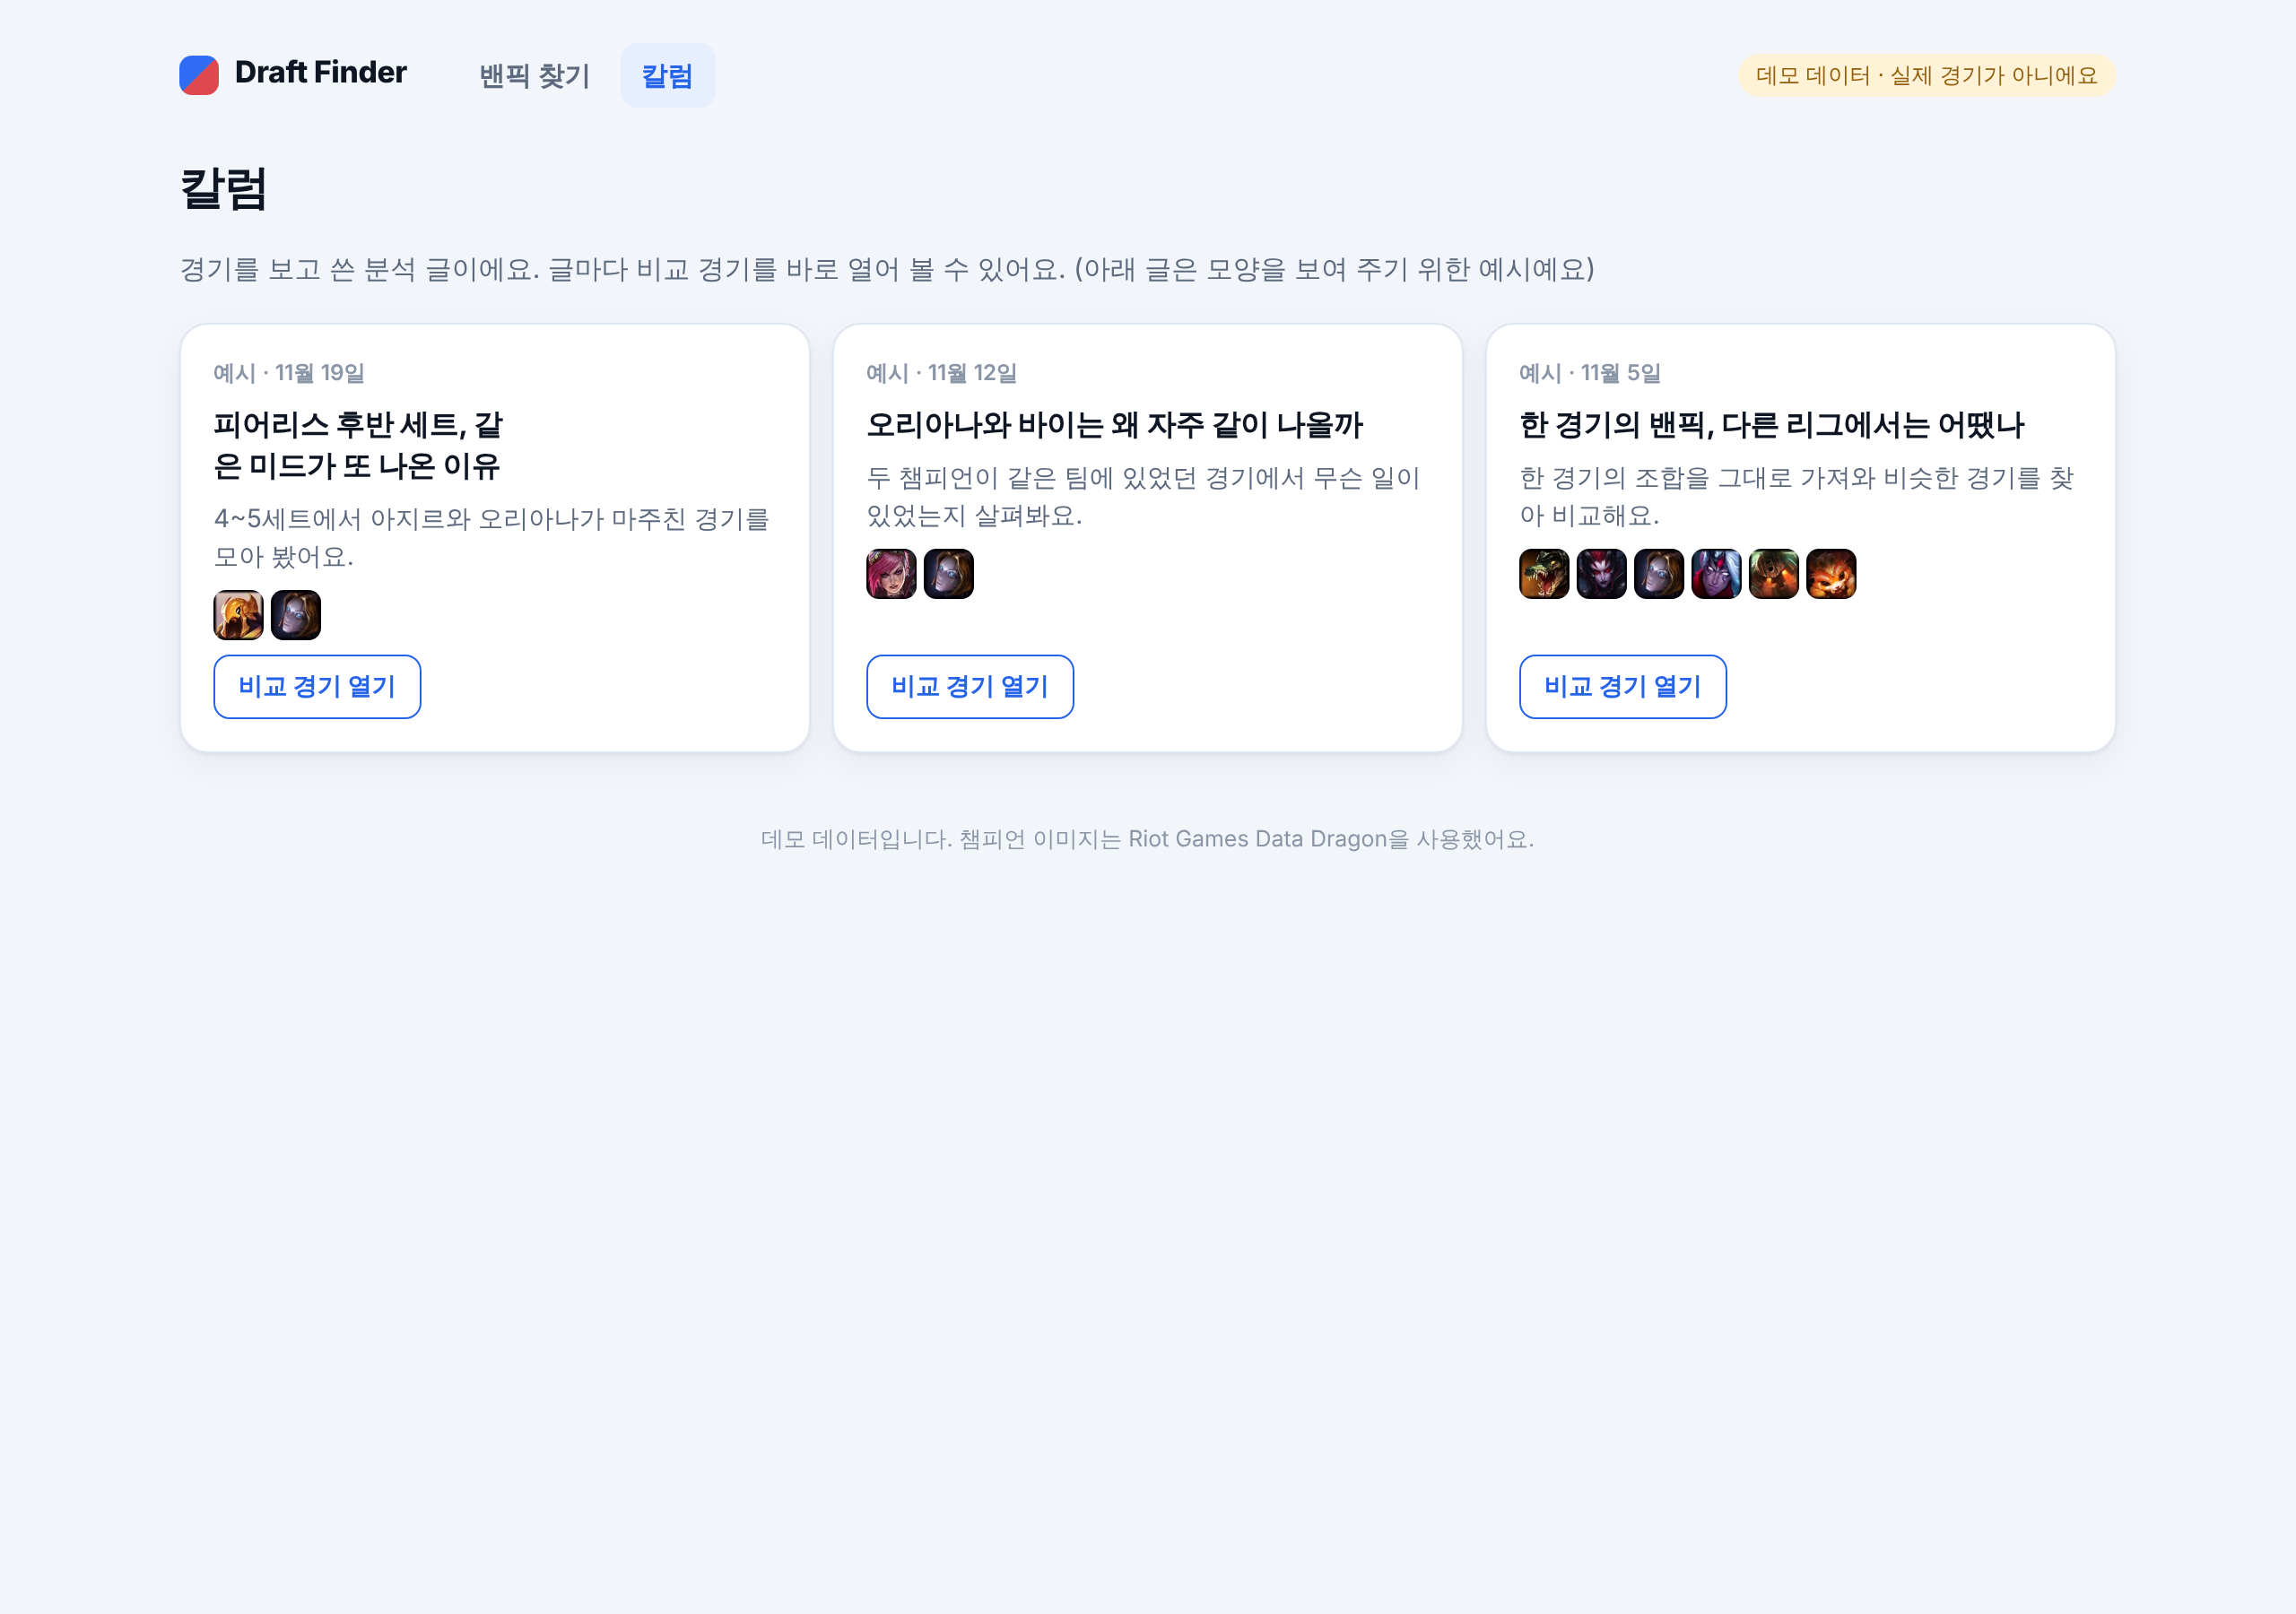 Draft Finder
밴픽 찾기
칼럼
데모 데이터 · 실제 경기가 아니에요
칼럼
경기를 보고 쓴 분석 글이에요. 글마다 비교 경기를 바로 열어 볼 수 있어요. (아래 글은 모양을 보여 주기 위한 예시예요)
예시 · 11월 19일
피어리스 후반 세트, 같
은 미드가 또 나온 이유
4~5세트에서 아지르와 오리아나가 마주친 경기를
모아 봤어요.
비교 경기 열기
예시 · 11월 12일
오리아나와 바이는 왜 자주 같이 나올까
두 챔피언이 같은 팀에 있었던 경기에서 무슨 일이
있었는지 살펴봐요.
비교 경기 열기
예시 · 11월 5일
한 경기의 밴픽, 다른 리그에서는 어땠나
한 경기의 조합을 그대로 가져와 비슷한 경기를 찾
아 비교해요.
비교 경기 열기
데모 데이터입니다. 챔피언 이미지는 Riot Games Data Dragon을 사용했어요.